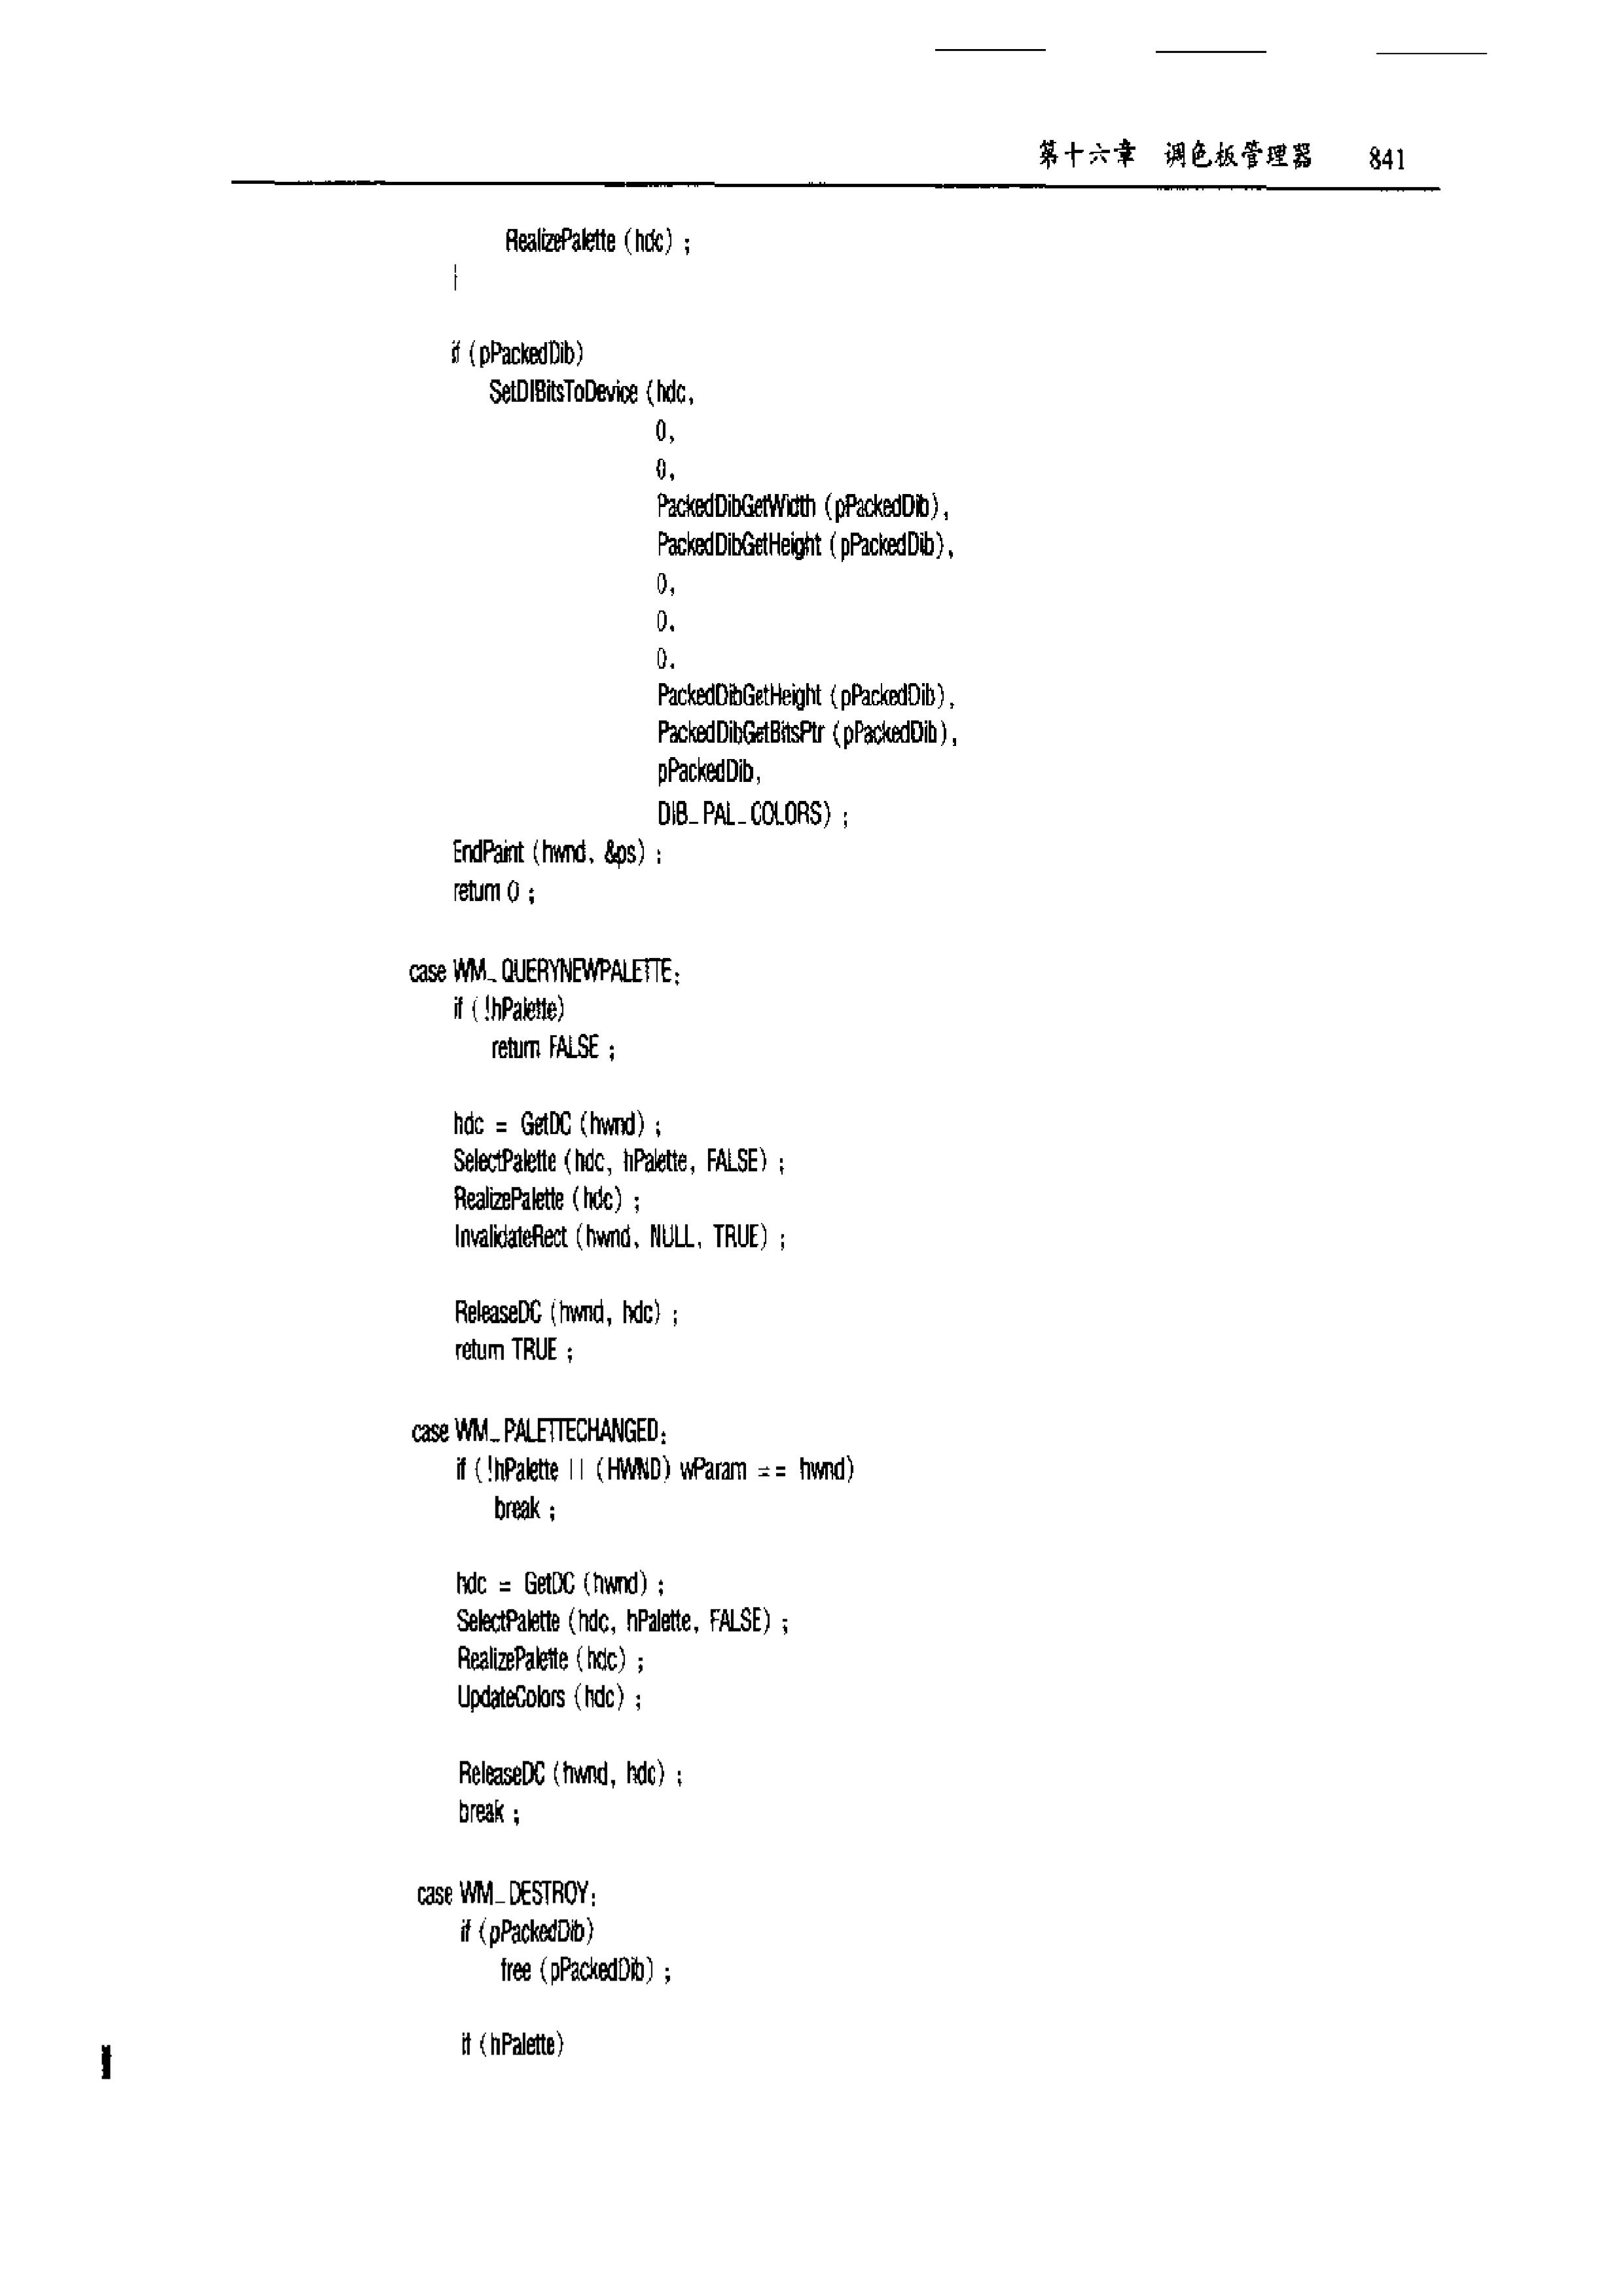 第十六章 调色板管理器 841
RealizePalette (hdc) ;
}
if (pPackedDib)
SetDIBitsToDevice (hdc,
0,
0,
PackedDibGetWidth (pPackedDib),
PackedDibGetHeight (pPackedDib),
0,
0,
0,
PackedDibGetHeight (pPackedDib),
PackedDibGetBitsPtr (pPackedDib),
pPackedDib,
DIB_PAL_COLORS) ;
EndPaint (hwnd, &ps) ;
return 0 ;
case WM_QUERYNEWPALETTE:
if (!hPalette)
return FALSE ;
hdc = GetDC (hwnd) ;
SelectPalette (hdc, hPalette, FALSE) ;
RealizePalette (hdc) ;
InvalidateRect (hwnd, NULL, TRUE) ;
ReleaseDC (hwnd, hdc) ;
return TRUE ;
case WM_PALETTECHANGED:
if (!hPalette || (HWND) wParam == hwnd)
break ;
hdc = GetDC (hwnd) ;
SelectPalette (hdc, hPalette, FALSE) ;
RealizePalette (hdc) ;
UpdateColors (hdc) ;
ReleaseDC (hwnd, hdc) ;
break ;
case WM_DESTROY:
if (pPackedDib)
free (pPackedDib) ;
if (hPalette)